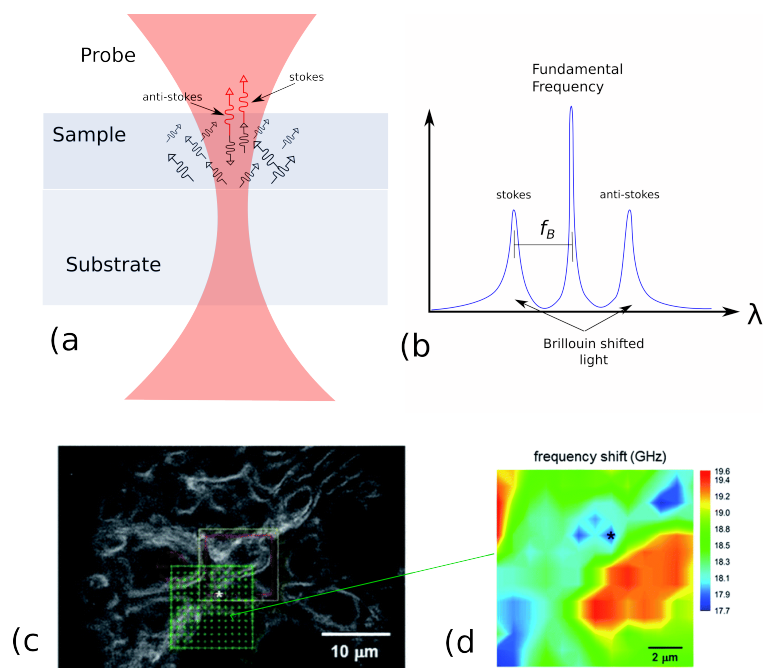 Probe
stokes
anti-stokes
Sample
Substrate
(a
Fundamental
Frequency
stokes
anti-stokes
f_B
λ
Brillouin shifted
light
(b
*
10 μm
(c
frequency shift (GHz)
19.6
19.4
19.2
19.0
18.8
18.5
18.3
18.1
17.9
17.7
*
2 μm
(d